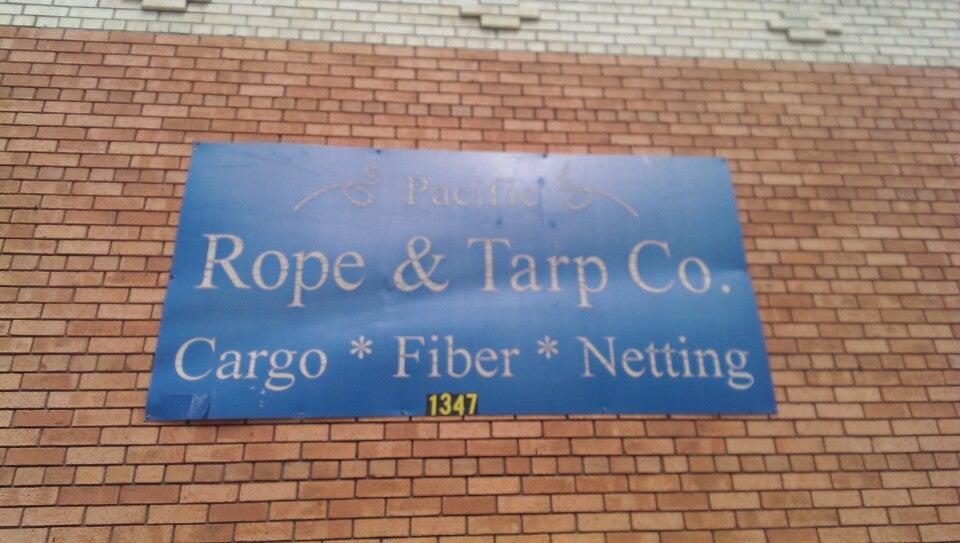 Pacific
Rope & Tarp Co.
Cargo * Fiber * Netting
1347